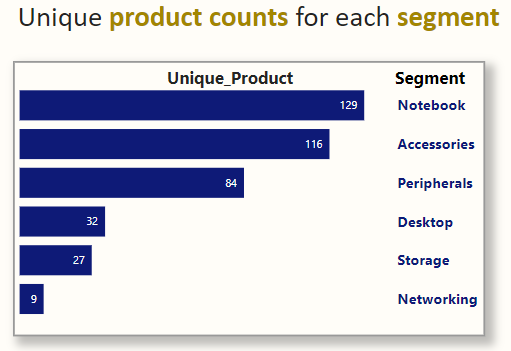 Unique product counts for each segment
Unique_Product Segment
129 Notebook
116 Accessories
84 Peripherals
32 Desktop
27 Storage
9 Networking